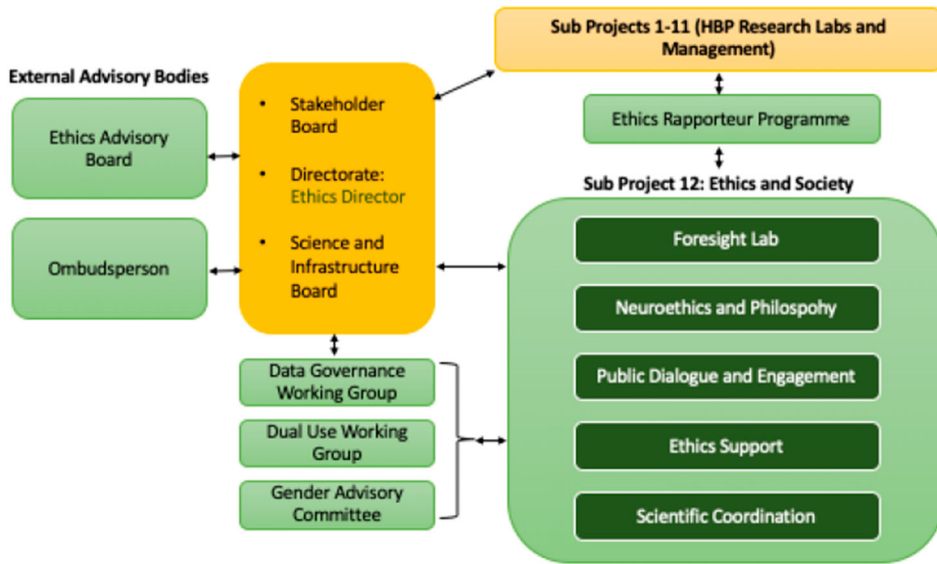 Sub Projects 1-11 (HBP Research Labs and
Management)
External Advisory Bodies
Ethics Advisory
Board
Ombudsperson
• Stakeholder
Board
• Directorate:
Ethics Director
• Science and
Infrastructure
Board
Ethics Rapporteur Programme
Sub Project 12: Ethics and Society
Foresight Lab
Neuroethics and Philospohy
Public Dialogue and Engagement
Ethics Support
Scientific Coordination
Data Governance
Working Group
Dual Use Working
Group
Gender Advisory
Committee